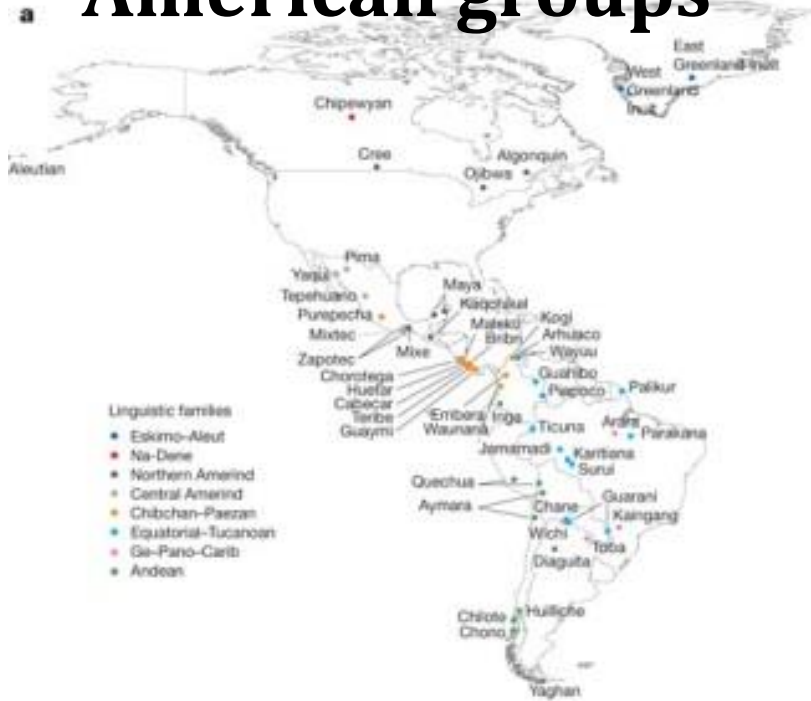 American groups
a
East
Greenland Inuit
West
Greenland
Inuit
Chipewyan
Cree
Algonquin
Ojibwa
Aleutian
Pima
Yaqui
Tepehuano
Purepecha
Mixtec
Zapotec
Mixe
Maya
Kaqchikel
Maleku
Bribri
Kogi
Arhuaco
Wayuu
Chorotega
Huetar
Cabecar
Teribe
Guaymi
Guahibo
Piapoco
Palikur
Embera
Waunana
Inga
Ticuna
Arara
Parakana
Jamamadi
Karitiana
Surui
Quechua
Aymara
Chane
Guarani
Kaingang
Wichi
Toba
Diaguita
Chilote
Huilliche
Chono
Yaghan
Linguistic families
Eskimo–Aleut
Na-Dene
Northern Amerind
Central Amerind
Chibchan–Paezan
Equatorial–Tucanoan
Ge–Pano–Carib
Andean